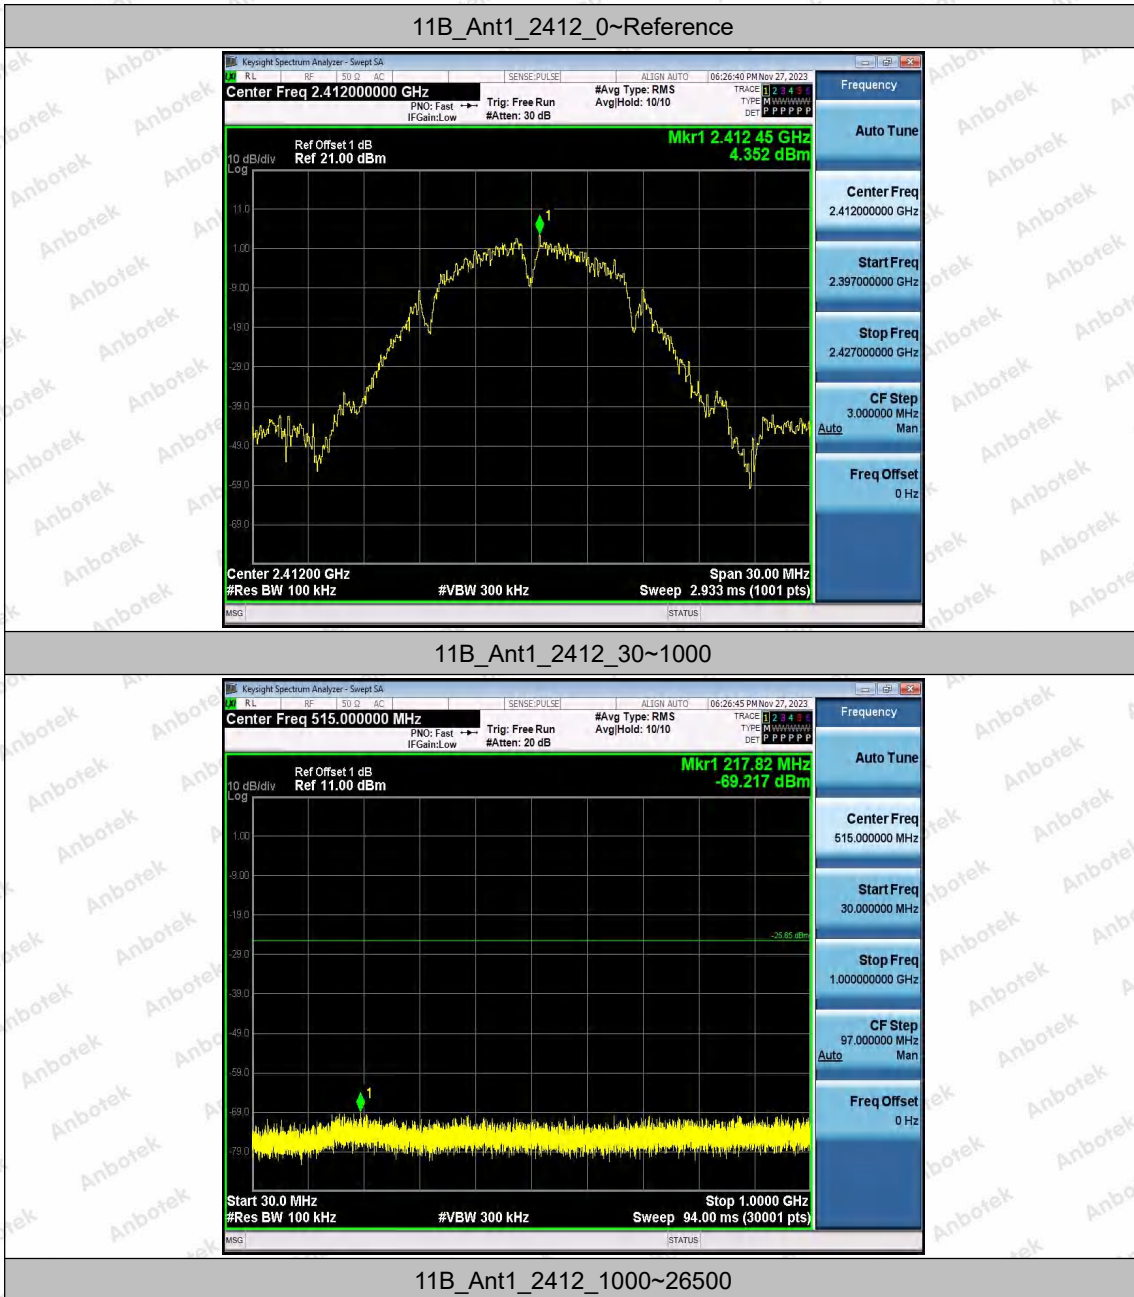 11B_Ant1_2412_0~Reference
Keysight Spectrum Analyzer - Swept SA
RL RF 50 Ω AC SENSE:PULSE ALIGN AUTO 06:26:40 PM Nov 27, 2023
Center Freq 2.412000000 GHz
PNO: Fast
IFGain:Low
Trig: Free Run
#Atten: 30 dB
#Avg Type: RMS
Avg|Hold: 10/10
TRACE 1 2 3 4 5 6
TYPE M WWWWW
DET P P P P P P
Frequency
Mkr1 2.412 45 GHz
4.352 dBm
Ref Offset 1 dB
10 dB/div Ref 21.00 dBm
Log
11.0
1.00
-9.00
-19.0
-29.0
-39.0
-49.0
-59.0
-69.0
1
Center 2.41200 GHz Span 30.00 MHz
#Res BW 100 kHz #VBW 300 kHz Sweep 2.933 ms (1001 pts)
MSG STATUS
Auto Tune
Center Freq
2.412000000 GHz
Start Freq
2.397000000 GHz
Stop Freq
2.427000000 GHz
CF Step
3.000000 MHz
Auto Man
Freq Offset
0 Hz
11B_Ant1_2412_30~1000
Keysight Spectrum Analyzer - Swept SA
RL RF 50 Ω AC SENSE:PULSE ALIGN AUTO 06:26:45 PM Nov 27, 2023
Center Freq 515.000000 MHz
PNO: Fast
IFGain:Low
Trig: Free Run
#Atten: 20 dB
#Avg Type: RMS
Avg|Hold: 10/10
TRACE 1 2 3 4 5 6
TYPE M WWWWW
DET P P P P P P
Frequency
Mkr1 217.82 MHz
-69.217 dBm
Ref Offset 1 dB
10 dB/div Ref 11.00 dBm
Log
1.00
-9.00
-19.0
-29.0
-39.0
-49.0
-59.0
-69.0
-79.0
-25.65 dBm
1
Start 30.0 MHz Stop 1.0000 GHz
#Res BW 100 kHz #VBW 300 kHz Sweep 94.00 ms (30001 pts)
MSG STATUS
Auto Tune
Center Freq
515.000000 MHz
Start Freq
30.000000 MHz
Stop Freq
1.000000000 GHz
CF Step
97.000000 MHz
Auto Man
Freq Offset
0 Hz
11B_Ant1_2412_1000~26500